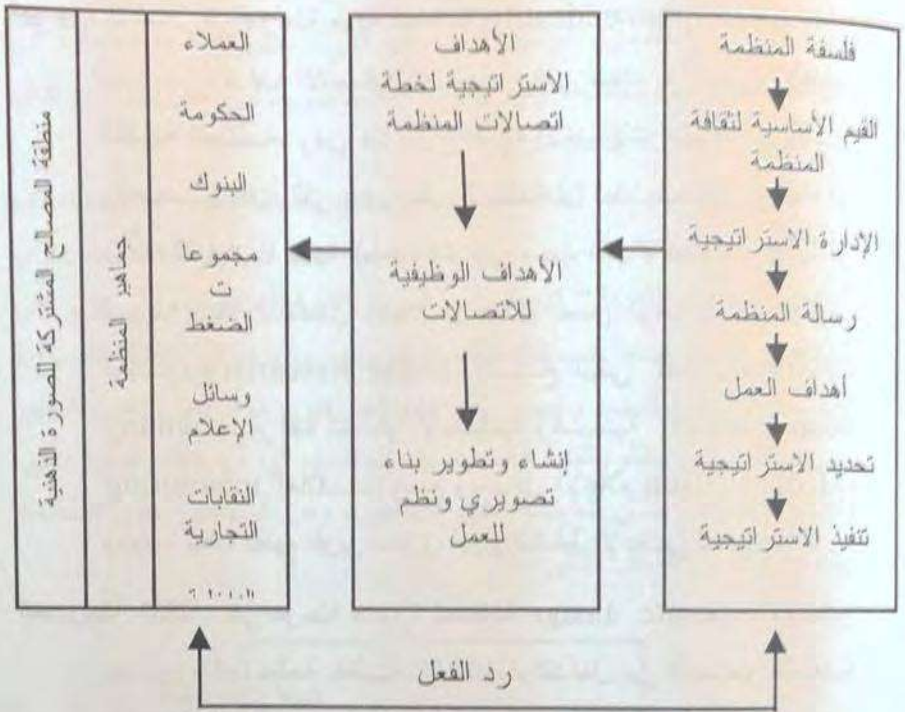 فلسفة المنظمة
القيم الأساسية لثقافة
المنظمة
الإدارة الاستراتيجية
رسالة المنظمة
أهداف العمل
تحديد الاستراتيجية
تنفيذ الاستراتيجية
الأهداف
الاستراتيجية لخطة
اتصالات المنظمة
الأهداف الوظيفية
للاتصالات
إنشاء وتطوير بناء
تصويري ونظم
للعمل
العملاء
الحكومة
البنوك
مجموعا
ت
الضغط
وسائل
الإعلام
النقابات
التجارية
جماهير المنظمة
منطقة المصالح المشتركة للصورة الذهنية
رد الفعل